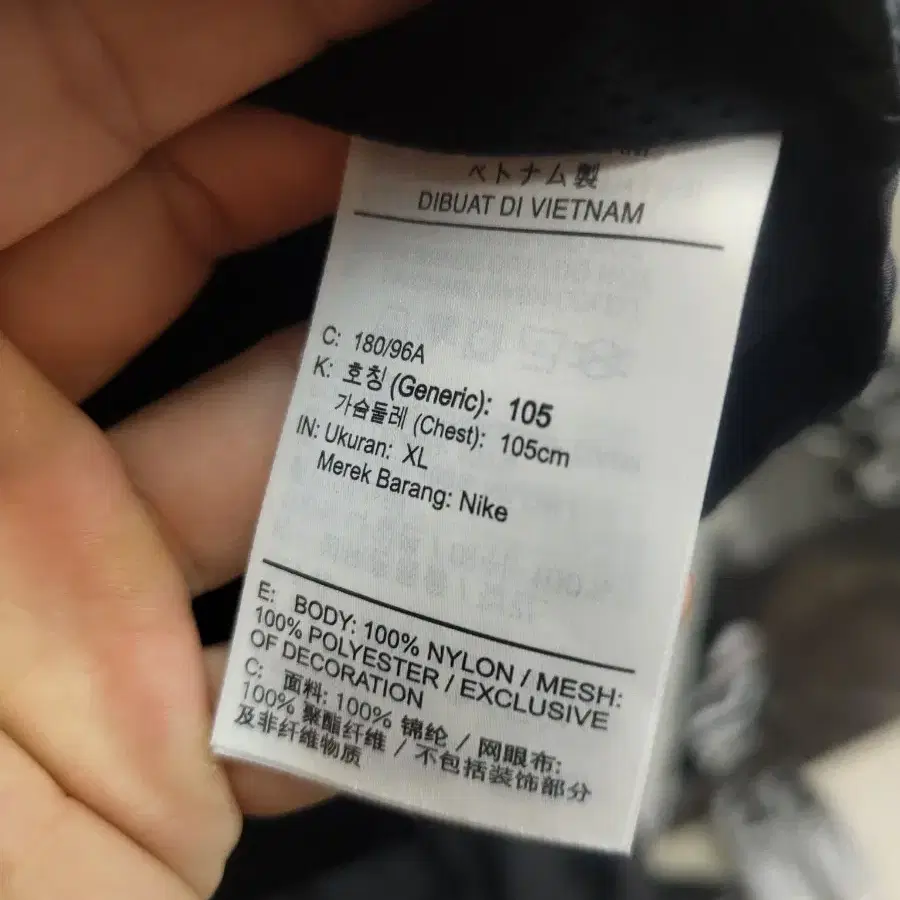 ベトナム製
DIBUAT DI VIETNAM
C: 180/96A
K: 호칭 (Generic): 105
가슴둘레 (Chest): 105cm
IN: Ukuran: XL
Merek Barang: Nike
E: BODY: 100% NYLON / MESH:
100% POLYESTER / EXCLUSIVE
OF DECORATION
C: 面料: 100% 锦纶 / 网眼布:
100% 聚酯纤维 / 不包括装饰部分
及非纤维物质